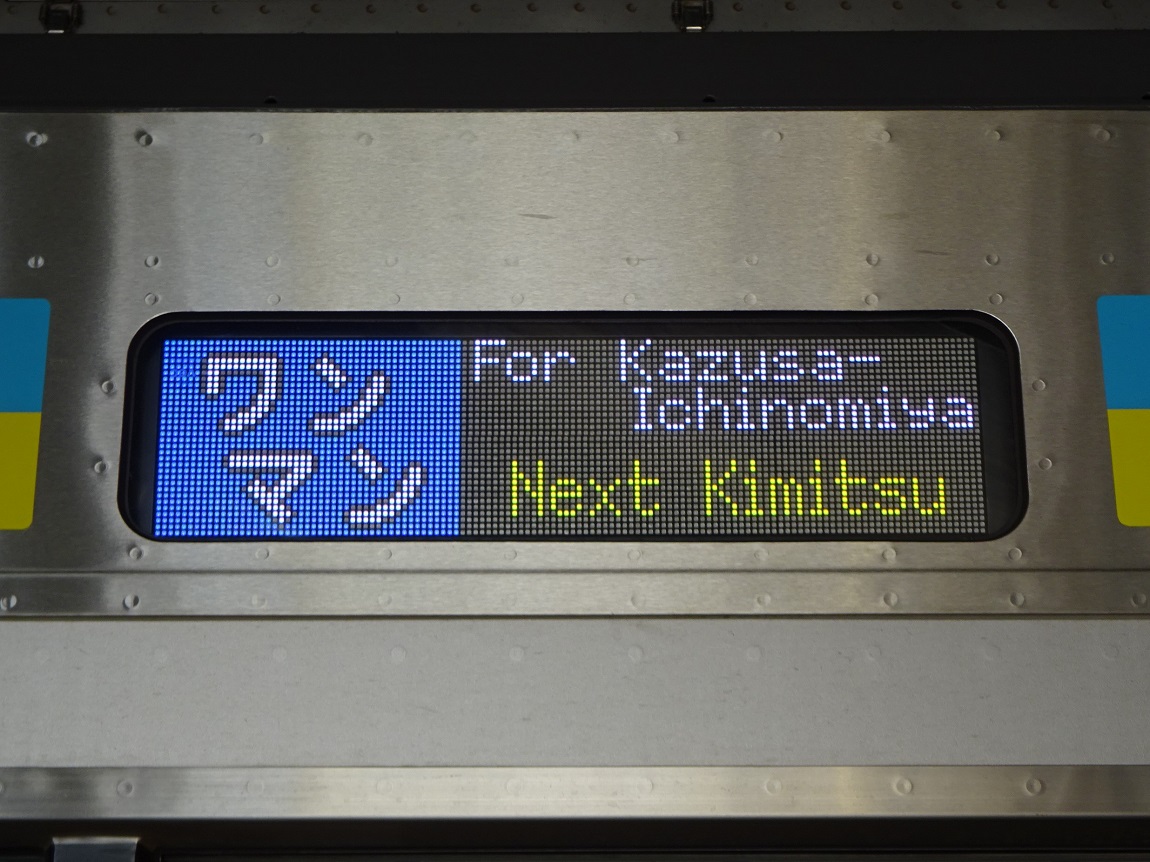 ワン
マン
For Kazusa-
Ichinomiya
Next Kimitsu